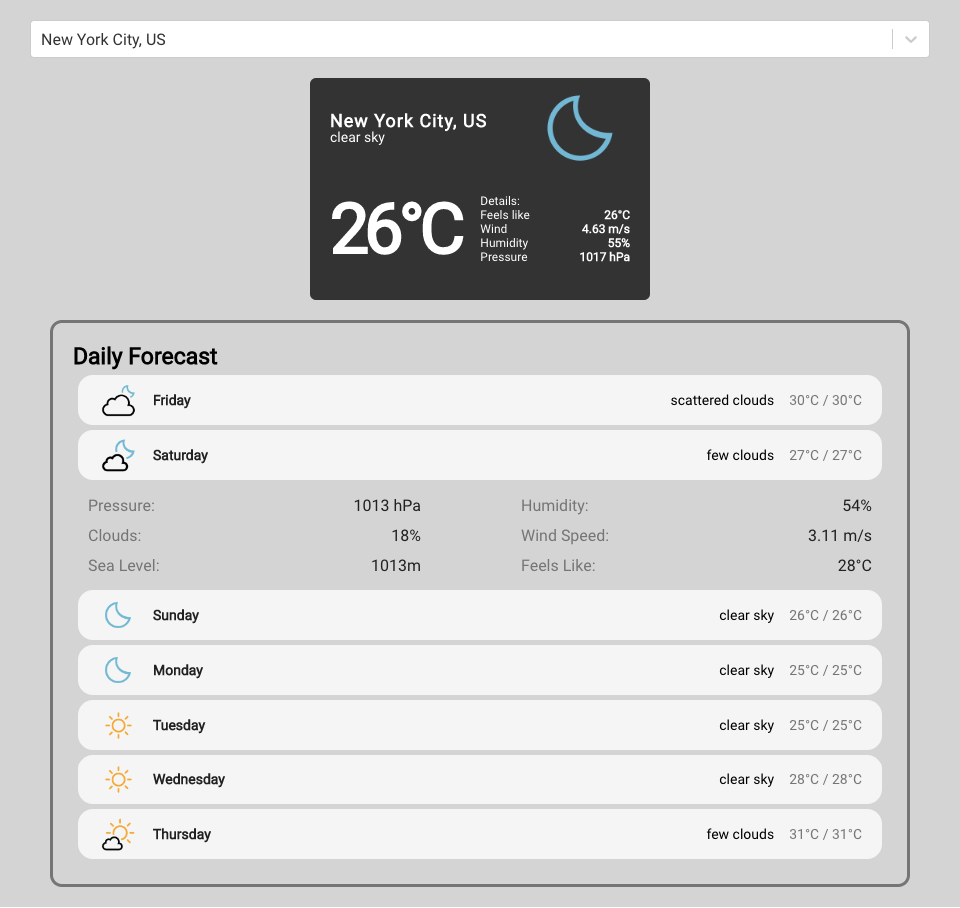 New York City, US
New York City, US
clear sky
26°C
Details:
Feels like 26°C
Wind 4.63 m/s
Humidity 55%
Pressure 1017 hPa
Daily Forecast
Friday scattered clouds 30°C / 30°C
Saturday few clouds 27°C / 27°C
Pressure: 1013 hPa Humidity: 54%
Clouds: 18% Wind Speed: 3.11 m/s
Sea Level: 1013m Feels Like: 28°C
Sunday clear sky 26°C / 26°C
Monday clear sky 25°C / 25°C
Tuesday clear sky 25°C / 25°C
Wednesday clear sky 28°C / 28°C
Thursday few clouds 31°C / 31°C